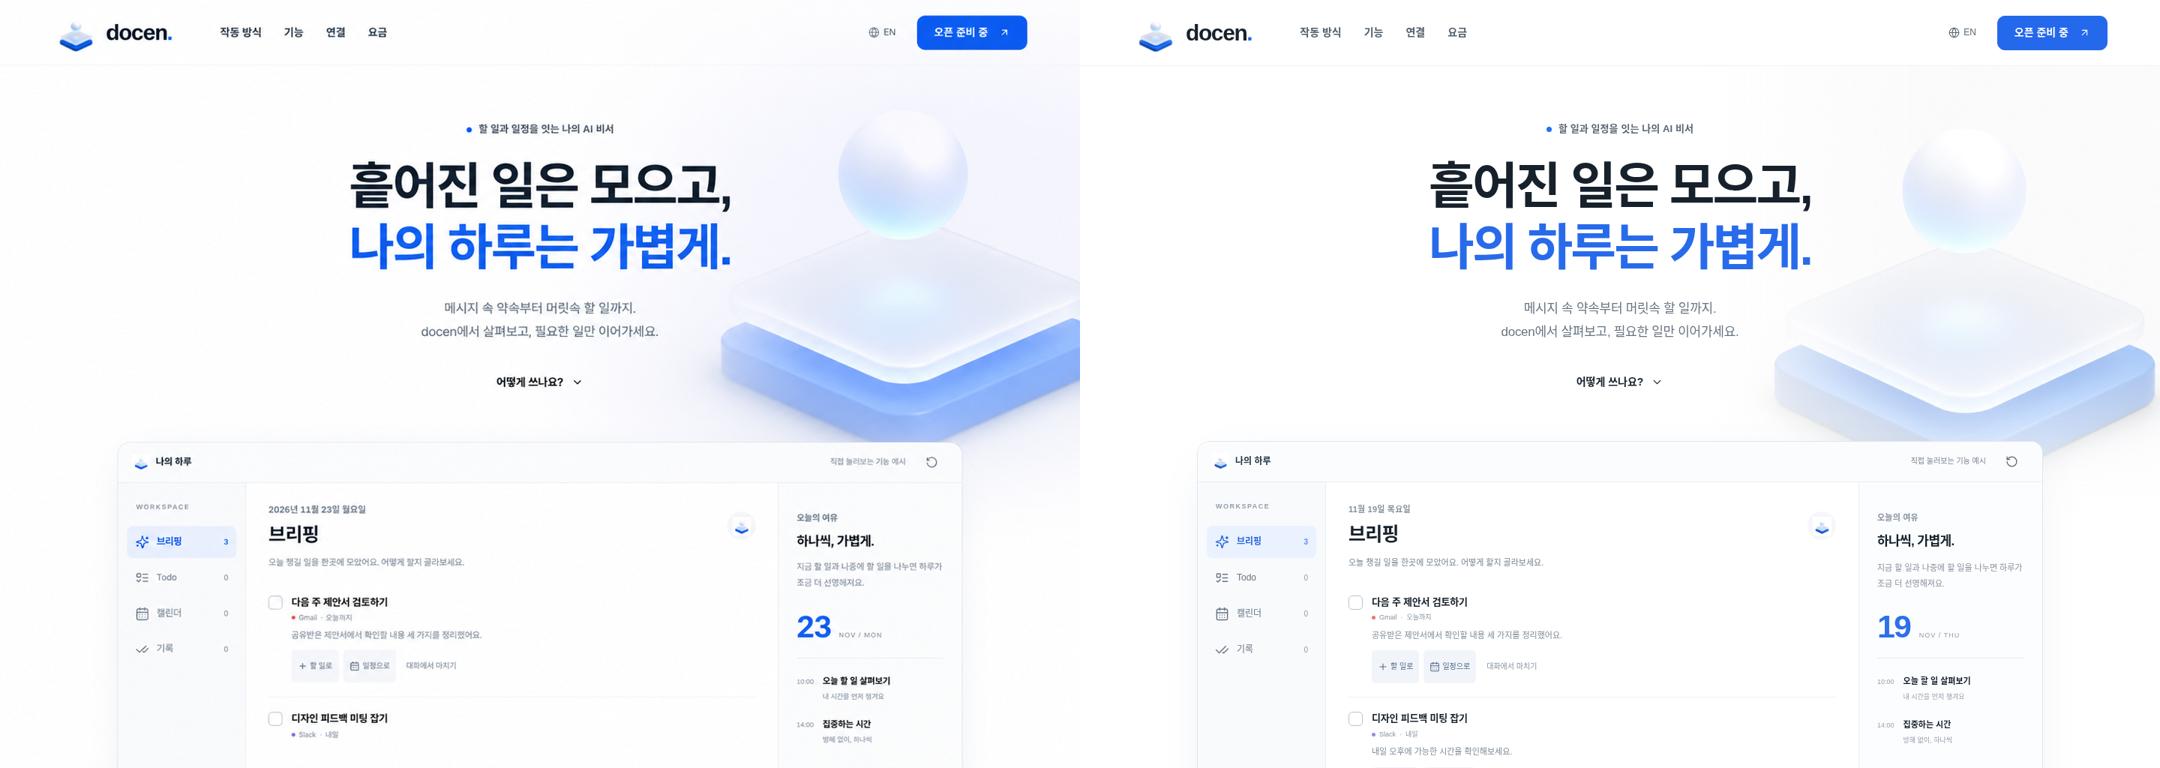 docen.
작동 방식 기능 연결 요금
EN
오픈 준비 중
할 일과 일정을 잇는 나의 AI 비서
흩어진 일은 모으고,
나의 하루는 가볍게.
메시지 속 약속부터 머릿속 할 일까지.
docen에서 살펴보고, 필요한 일만 이어가세요.
어떻게 쓰나요?
나의 하루
직접 눌러보는 기능 예시
WORKSPACE
브리핑 3
Todo 0
캘린더 0
기록 0
2026년 11월 23일 월요일
브리핑
오늘 챙길 일을 한곳에 모았어요. 어떻게 할지 골라보세요.
다음 주 제안서 검토하기
Gmail · 오늘까지
공유받은 제안서에서 확인할 내용 세 가지를 정리했어요.
할 일로 일정으로 대화에서 마치기
디자인 피드백 미팅 잡기
Slack · 내일
오늘의 여유
하나씩, 가볍게.
지금 할 일과 나중에 할 일을 나누면 하루가
조금 더 선명해져요.
23 NOV / MON
10:00 오늘 할 일 살펴보기
내 시간을 먼저 챙겨요
14:00 집중하는 시간
방해 없이, 하나씩
docen.
작동 방식 기능 연결 요금
EN
오픈 준비 중
할 일과 일정을 잇는 나의 AI 비서
흩어진 일은 모으고,
나의 하루는 가볍게.
메시지 속 약속부터 머릿속 할 일까지.
docen에서 살펴보고, 필요한 일만 이어가세요.
어떻게 쓰나요?
나의 하루
직접 눌러보는 기능 예시
WORKSPACE
브리핑 3
Todo 0
캘린더 0
기록 0
11월 19일 목요일
브리핑
오늘 챙길 일을 한곳에 모았어요. 어떻게 할지 골라보세요.
다음 주 제안서 검토하기
Gmail · 오늘까지
공유받은 제안서에서 확인할 내용 세 가지를 정리했어요.
할 일로 일정으로 대화에서 마치기
디자인 피드백 미팅 잡기
Slack · 내일
내일 오후에 가능한 시간을 확인해보세요.
오늘의 여유
하나씩, 가볍게.
지금 할 일과 나중에 할 일을 나누면 하루가
조금 더 선명해져요.
19 NOV / THU
10:00 오늘 할 일 살펴보기
내 시간을 먼저 챙겨요
14:00 집중하는 시간
방해 없이, 하나씩